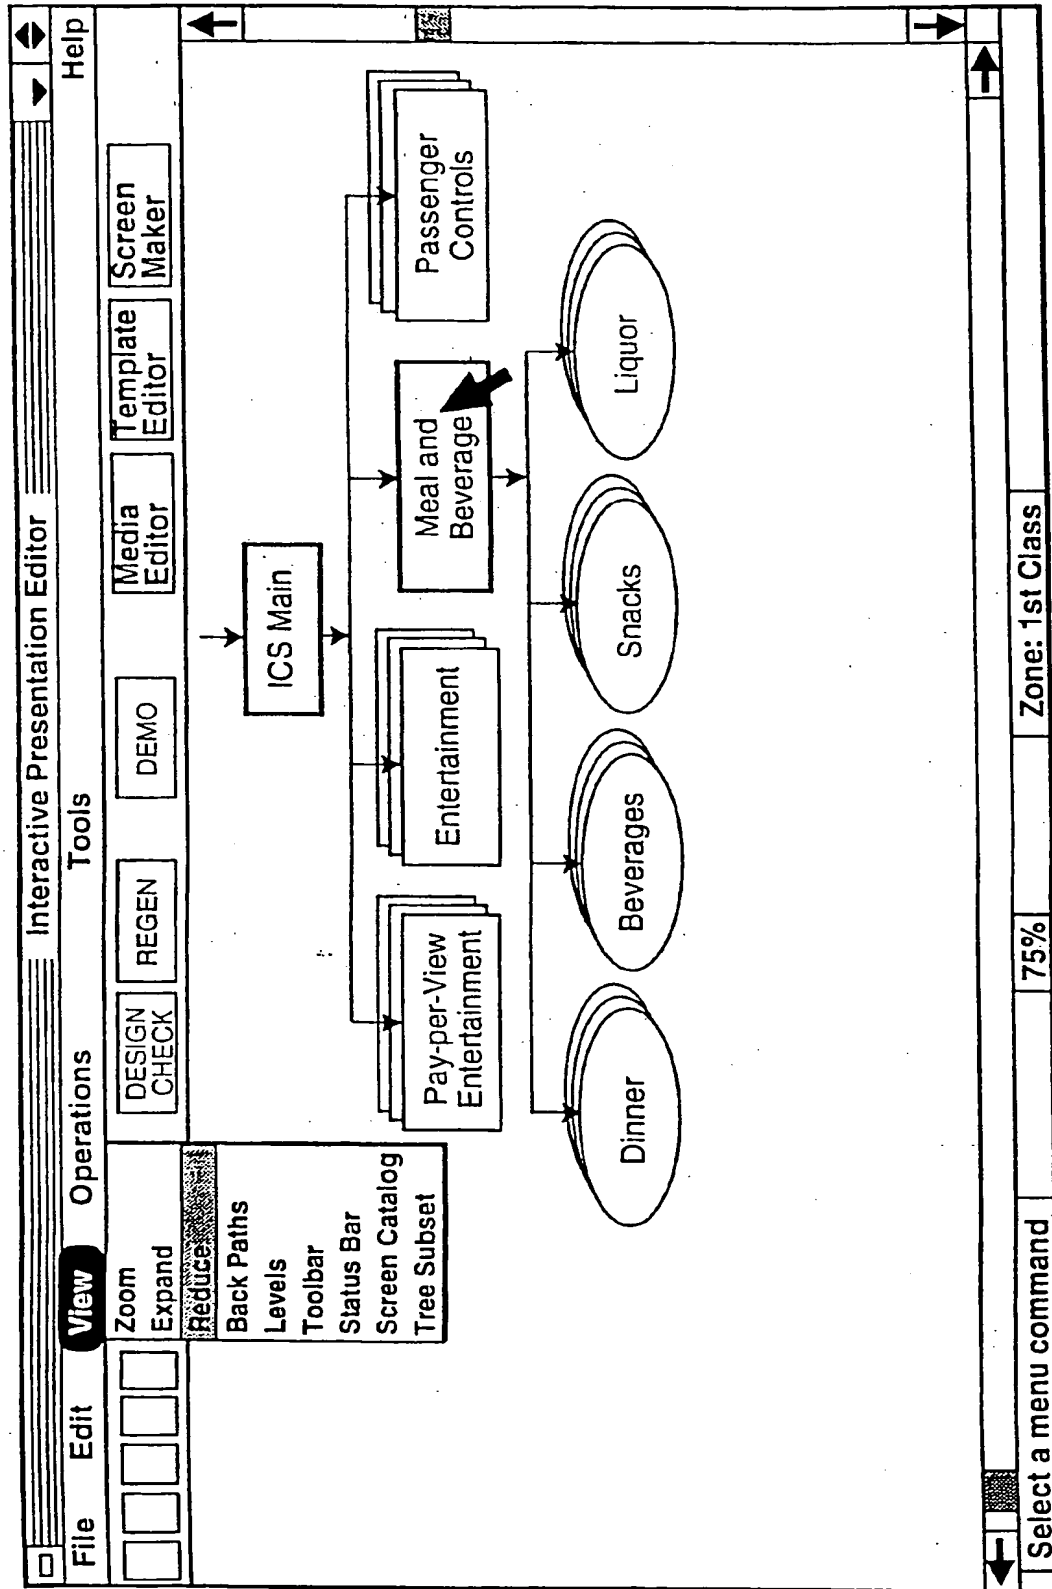 Interactive Presentation Editor
File Edit View Operations Tools Help
DESIGN
CHECK
REGEN
DEMO
Media
Editor
Template
Editor
Screen
Maker
Zoom
Expand
Reduce
Back Paths
Levels
Toolbar
Status Bar
Screen Catalog
Tree Subset
ICS Main
Pay-per-View
Entertainment
Entertainment
Meal and
Beverage
Passenger
Controls
Dinner
Beverages
Snacks
Liquor
Select a menu command
75%
Zone: 1st Class